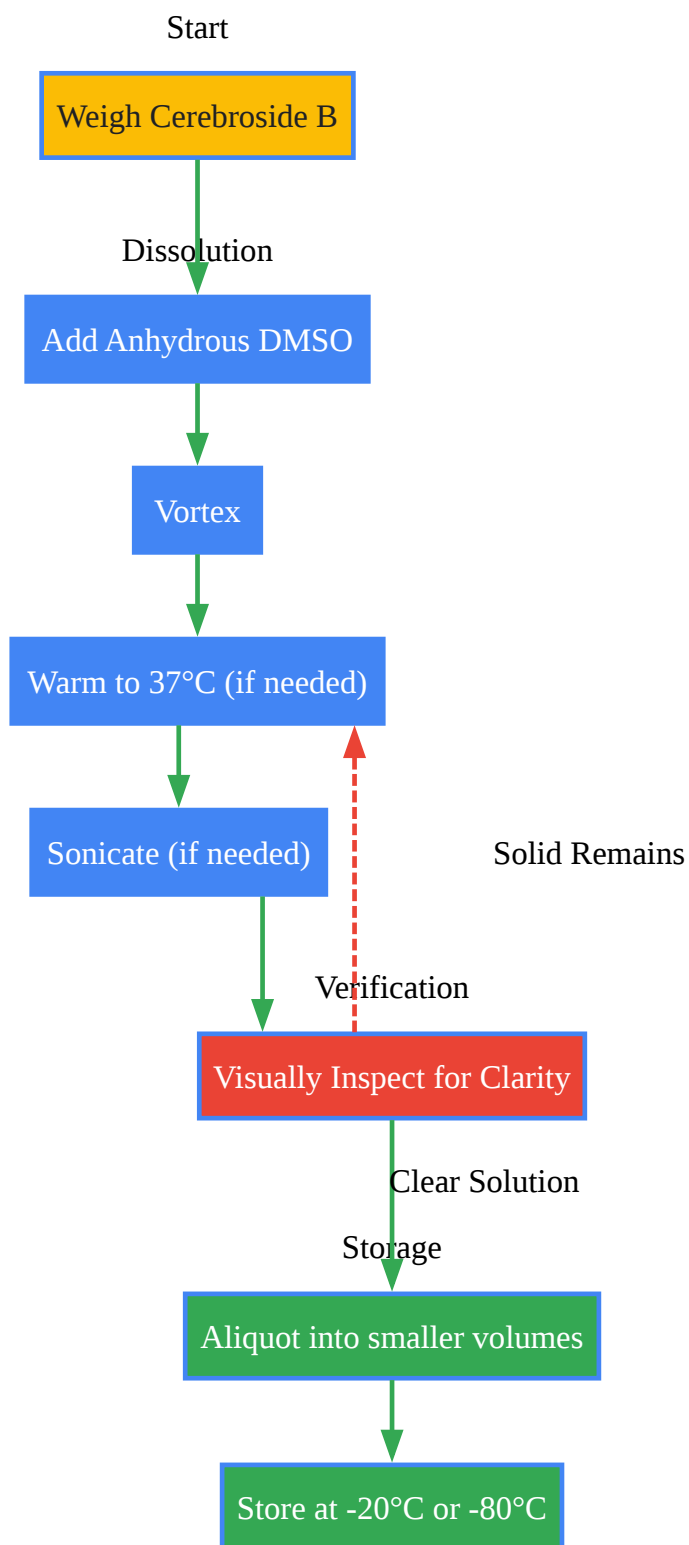 Start
Weigh Cerebroside B
Dissolution
Add Anhydrous DMSO
Vortex
Warm to 37°C (if needed)
Sonicate (if needed)
Solid Remains
Verification
Visually Inspect for Clarity
Clear Solution
Storage
Aliquot into smaller volumes
Store at -20°C or -80°C